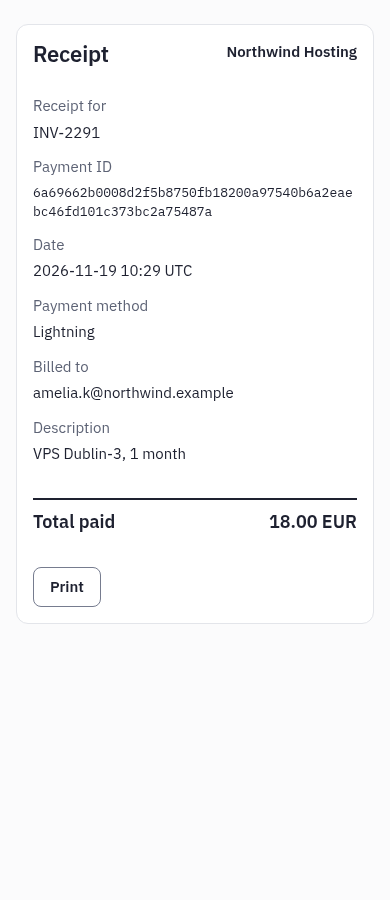 Receipt
Northwind Hosting
Receipt for
INV-2291
Payment ID
6a69662b0008d2f5b8750fb18200a97540b6a2eae
bc46fd101c373bc2a75487a
Date
2026-11-19 10:29 UTC
Payment method
Lightning
Billed to
amelia.k@northwind.example
Description
VPS Dublin-3, 1 month
Total paid
18.00 EUR
Print